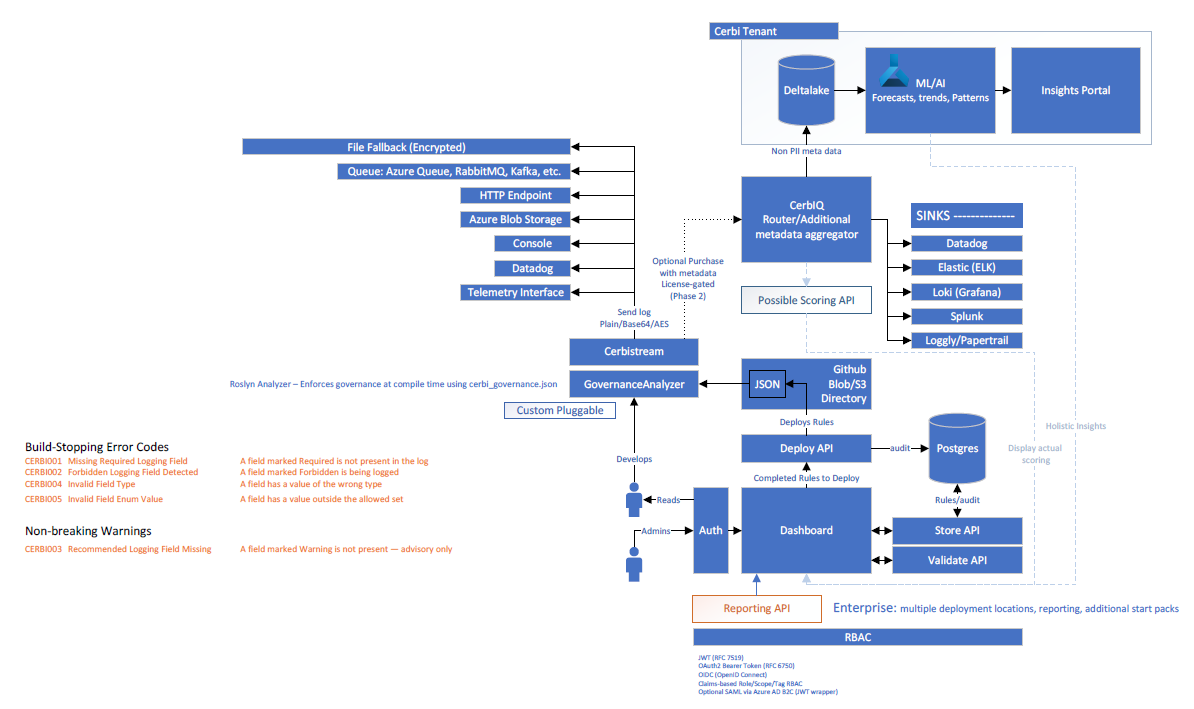 Cerbi Tenant
Deltalake
ML/AI
Forecasts, trends, Patterns
Insights Portal
Non PII meta data
File Fallback (Encrypted)
Queue: Azure Queue, RabbitMQ, Kafka, etc.
HTTP Endpoint
Azure Blob Storage
Console
Datadog
Telemetry Interface
CerbIQ
Router/Additional
metadata aggregator
SINKS --------------
Datadog
Elastic (ELK)
Loki (Grafana)
Splunk
Loggly/Papertrail
Optional Purchase
with metadata
License-gated
(Phase 2)
Possible Scoring API
Send log
Plain/Base64/AES
Cerbistream
GovernanceAnalyzer
Roslyn Analyzer – Enforces governance at compile time using cerbi_governance.json
Custom Pluggable
JSON
Github
Blob/S3
Directory
Deploys Rules
Deploy API
audit
Postgres
Holistic Insights
Display actual
scoring
Completed Rules to Deploy
Rules/audit
Build-Stopping Error Codes
CERBI001 Missing Required Logging Field A field marked Required is not present in the log
CERBI002 Forbidden Logging Field Detected A field marked Forbidden is being logged
CERBI004 Invalid Field Type A field has a value of the wrong type
CERBI005 Invalid Field Enum Value A field has a value outside the allowed set
Non-breaking Warnings
CERBI003 Recommended Logging Field Missing A field marked Warning is not present — advisory only
Develops
Reads
Admins
Auth
Dashboard
Store API
Validate API
Reporting API
Enterprise: multiple deployment locations, reporting, additional start packs
RBAC
JWT (RFC 7519)
OAuth2 Bearer Token (RFC 6750)
OIDC (OpenID Connect)
Claims-based Role/Scope/Tag RBAC
Optional SAML via Azure AD B2C (JWT wrapper)